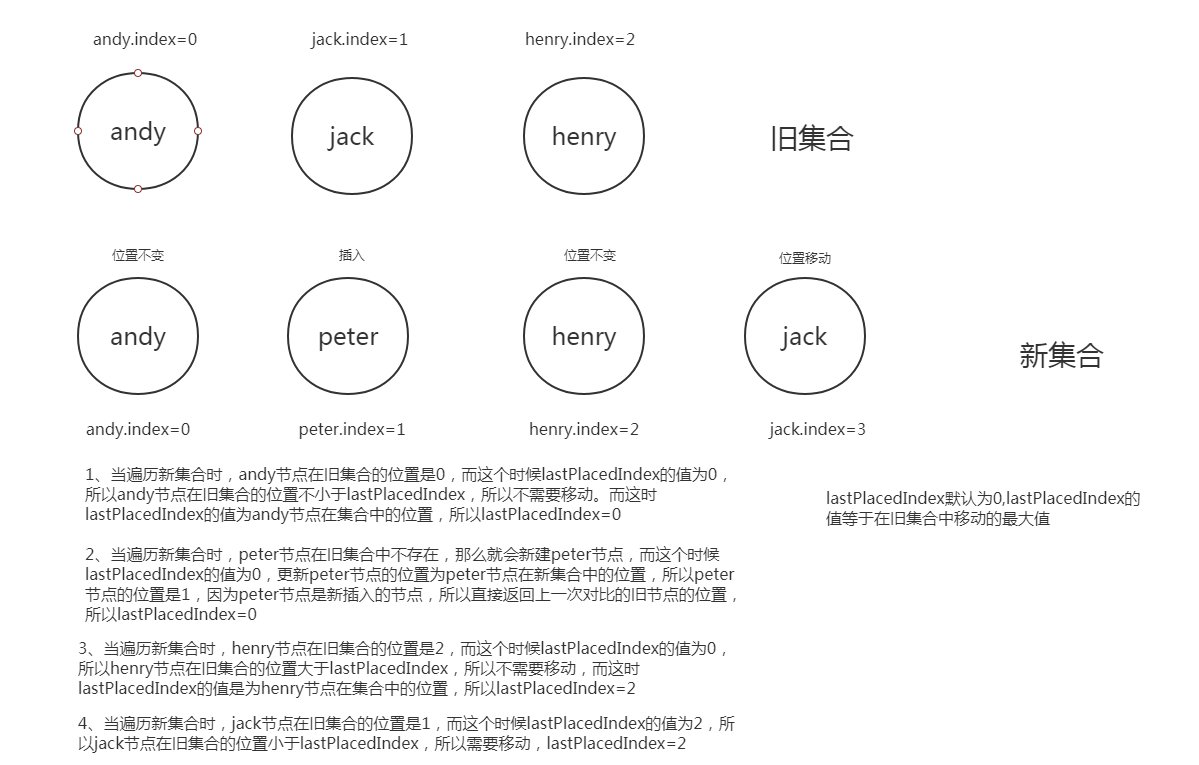 andy.index=0
jack.index=1
henry.index=2
andy
jack
henry
旧集合
位置不变
插入
位置不变
位置移动
andy
peter
henry
jack
新集合
andy.index=0
peter.index=1
henry.index=2
jack.index=3
1、当遍历新集合时，andy节点在旧集合的位置是0，而这个时候lastPlacedIndex的值为0，
所以andy节点在旧集合的位置不小于lastPlacedIndex，所以不需要移动。而这时
lastPlacedIndex的值为andy节点在集合中的位置，所以lastPlacedIndex=0
lastPlacedIndex默认为0,lastPlacedIndex的
值等于在旧集合中移动的最大值
2、当遍历新集合时，peter节点在旧集合中不存在，那么就会新建peter节点，而这个时候
lastPlacedIndex的值为0，更新peter节点的位置为peter节点在新集合中的位置，所以peter
节点的位置是1，因为peter节点是新插入的节点，所以直接返回上一次对比的旧节点的位置，
所以lastPlacedIndex=0
3、当遍历新集合时，henry节点在旧集合的位置是2，而这个时候lastPlacedIndex的值为0，
所以henry节点在旧集合的位置大于lastPlacedIndex，所以不需要移动，而这时
lastPlacedIndex的值是为henry节点在集合中的位置，所以lastPlacedIndex=2
4、当遍历新集合时，jack节点在旧集合的位置是1，而这个时候lastPlacedIndex的值为2，所
以jack节点在旧集合的位置小于lastPlacedIndex，所以需要移动，lastPlacedIndex=2